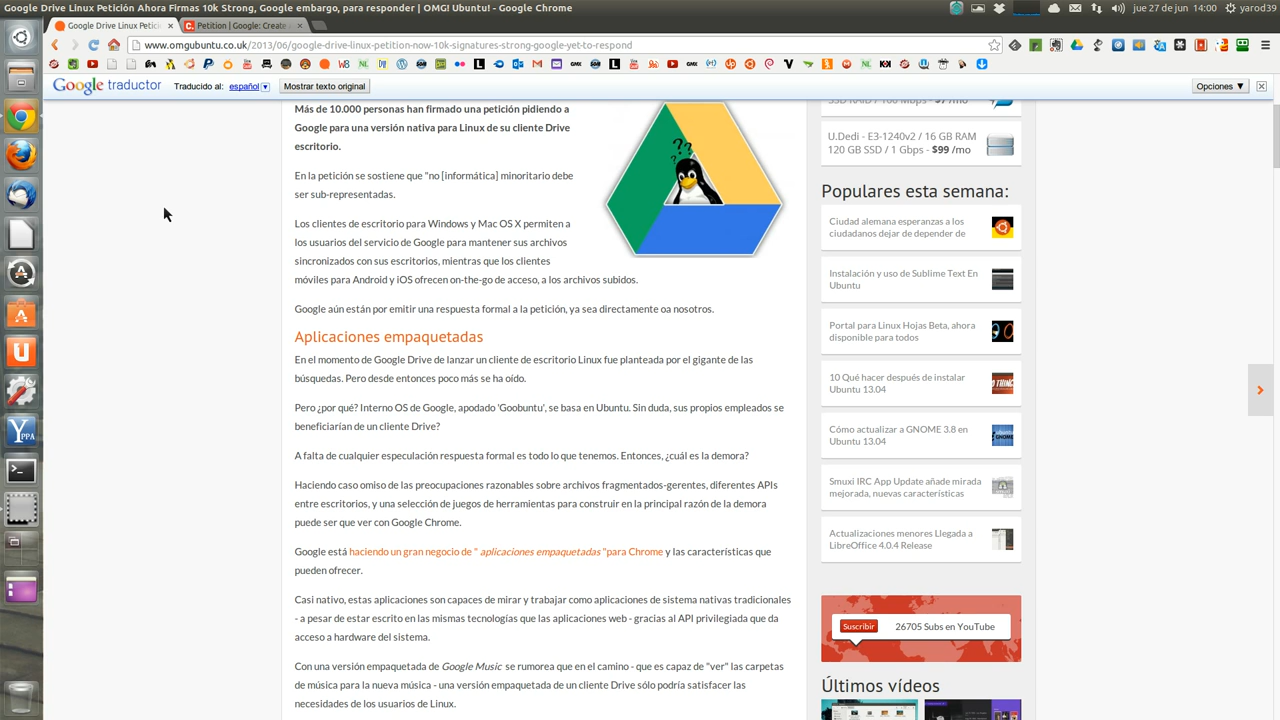 Google Drive Linux Petición Ahora Firmas 10k Strong, Google embargo, para responder | OMG! Ubuntu! - Google Chrome
jue 27 de jun 14:00
yarod39
Google Drive Linux Petici
Petition | Google: Create
www.omgubuntu.co.uk/2013/06/google-drive-linux-petition-now-10k-signatures-strong-google-yet-to-respond
Google traductor
Traducido al: español
Mostrar texto original
Opciones
Más de 10.000 personas han firmado una petición pidiendo a
Google para una versión nativa para Linux de su cliente Drive
escritorio.
En la petición se sostiene que "no [informática] minoritario debe
ser sub-representadas.
Los clientes de escritorio para Windows y Mac OS X permiten a
los usuarios del servicio de Google para mantener sus archivos
sincronizados con sus escritorios, mientras que los clientes
móviles para Android y iOS ofrecen on-the-go de acceso, a los archivos subidos.
Google aún están por emitir una respuesta formal a la petición, ya sea directamente oa nosotros.
Aplicaciones empaquetadas
En el momento de Google Drive de lanzar un cliente de escritorio Linux fue planteada por el gigante de las
búsquedas. Pero desde entonces poco más se ha oído.
Pero ¿por qué? Interno OS de Google, apodado 'Goobuntu', se basa en Ubuntu. Sin duda, sus propios empleados se
beneficiarían de un cliente Drive?
A falta de cualquier especulación respuesta formal es todo lo que tenemos. Entonces, ¿cuál es la demora?
Haciendo caso omiso de las preocupaciones razonables sobre archivos fragmentados-gerentes, diferentes APIs
entre escritorios, y una selección de juegos de herramientas para construir en la principal razón de la demora
puede ser que ver con Google Chrome.
Google está haciendo un gran negocio de " aplicaciones empaquetadas "para Chrome y las características que
pueden ofrecer.
Casi nativo, estas aplicaciones son capaces de mirar y trabajar como aplicaciones de sistema nativas tradicionales
- a pesar de estar escrito en las mismas tecnologías que las aplicaciones web - gracias al API privilegiada que da
acceso a hardware del sistema.
Con una versión empaquetada de Google Music se rumorea que en el camino - que es capaz de "ver" las carpetas
de música para la nueva música - una versión empaquetada de un cliente Drive sólo podría satisfacer las
necesidades de los usuarios de Linux.
SSD RAID / 100 Mbps - $7 /mo
U.Dedi - E3-1240v2 / 16 GB RAM
120 GB SSD / 1 Gbps - $99 /mo
Populares esta semana:
Ciudad alemana esperanzas a los
ciudadanos dejar de depender de
Instalación y uso de Sublime Text En
Ubuntu
Portal para Linux Hojas Beta, ahora
disponible para todos
10 Qué hacer después de instalar
Ubuntu 13.04
Cómo actualizar a GNOME 3.8 en
Ubuntu 13.04
Smuxi IRC App Update añade mirada
mejorada, nuevas características
Actualizaciones menores Llegada a
LibreOffice 4.0.4 Release
Suscribir
26705 Subs en YouTube
Últimos vídeos